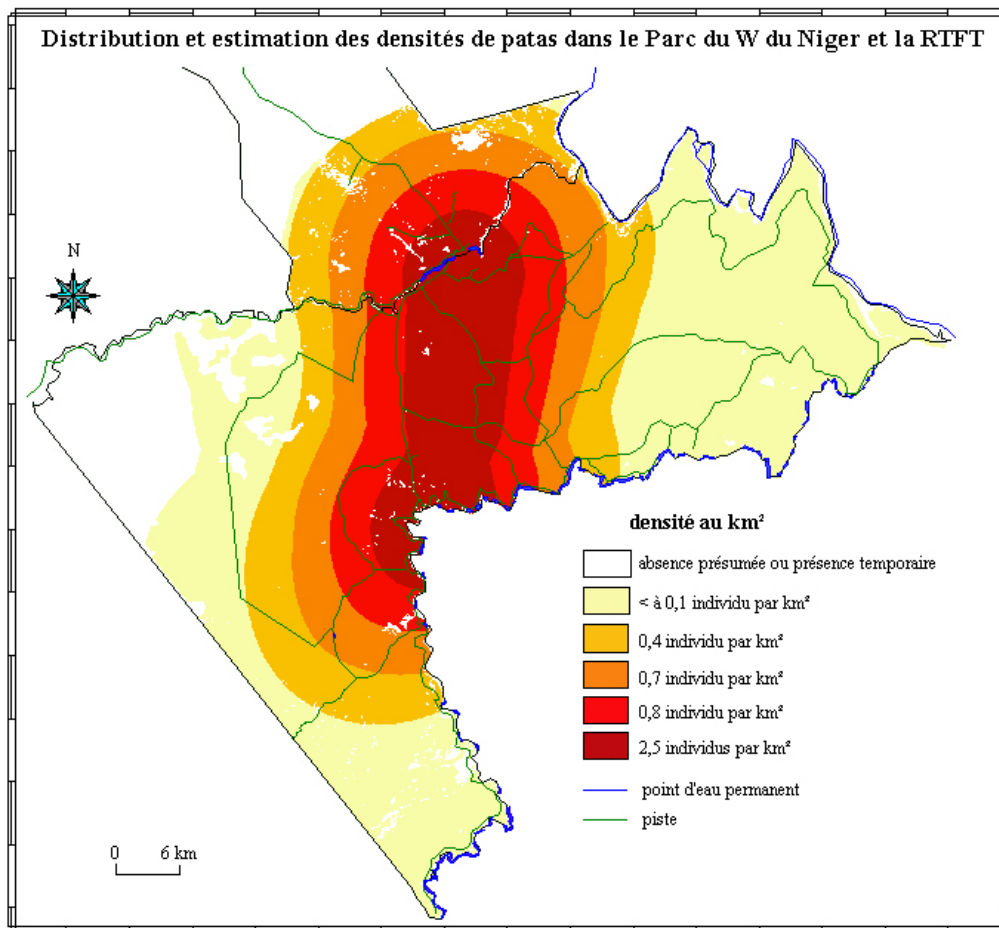 Distribution et estimation des densités de patas dans le Parc du W du Niger et la RTFT
N
densité au km²
absence présumée ou présence temporaire
< à 0,1 individu par km²
0,4 individu par km²
0,7 individu par km²
0,8 individu par km²
2,5 individus par km²
point d'eau permanent
piste
0 6 km